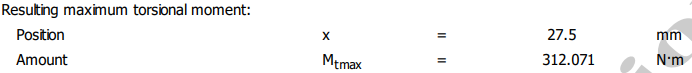 Resulting maximum torsional moment:
Position x = 27.5 mm
Amount Mtmax = 312.071 N·m